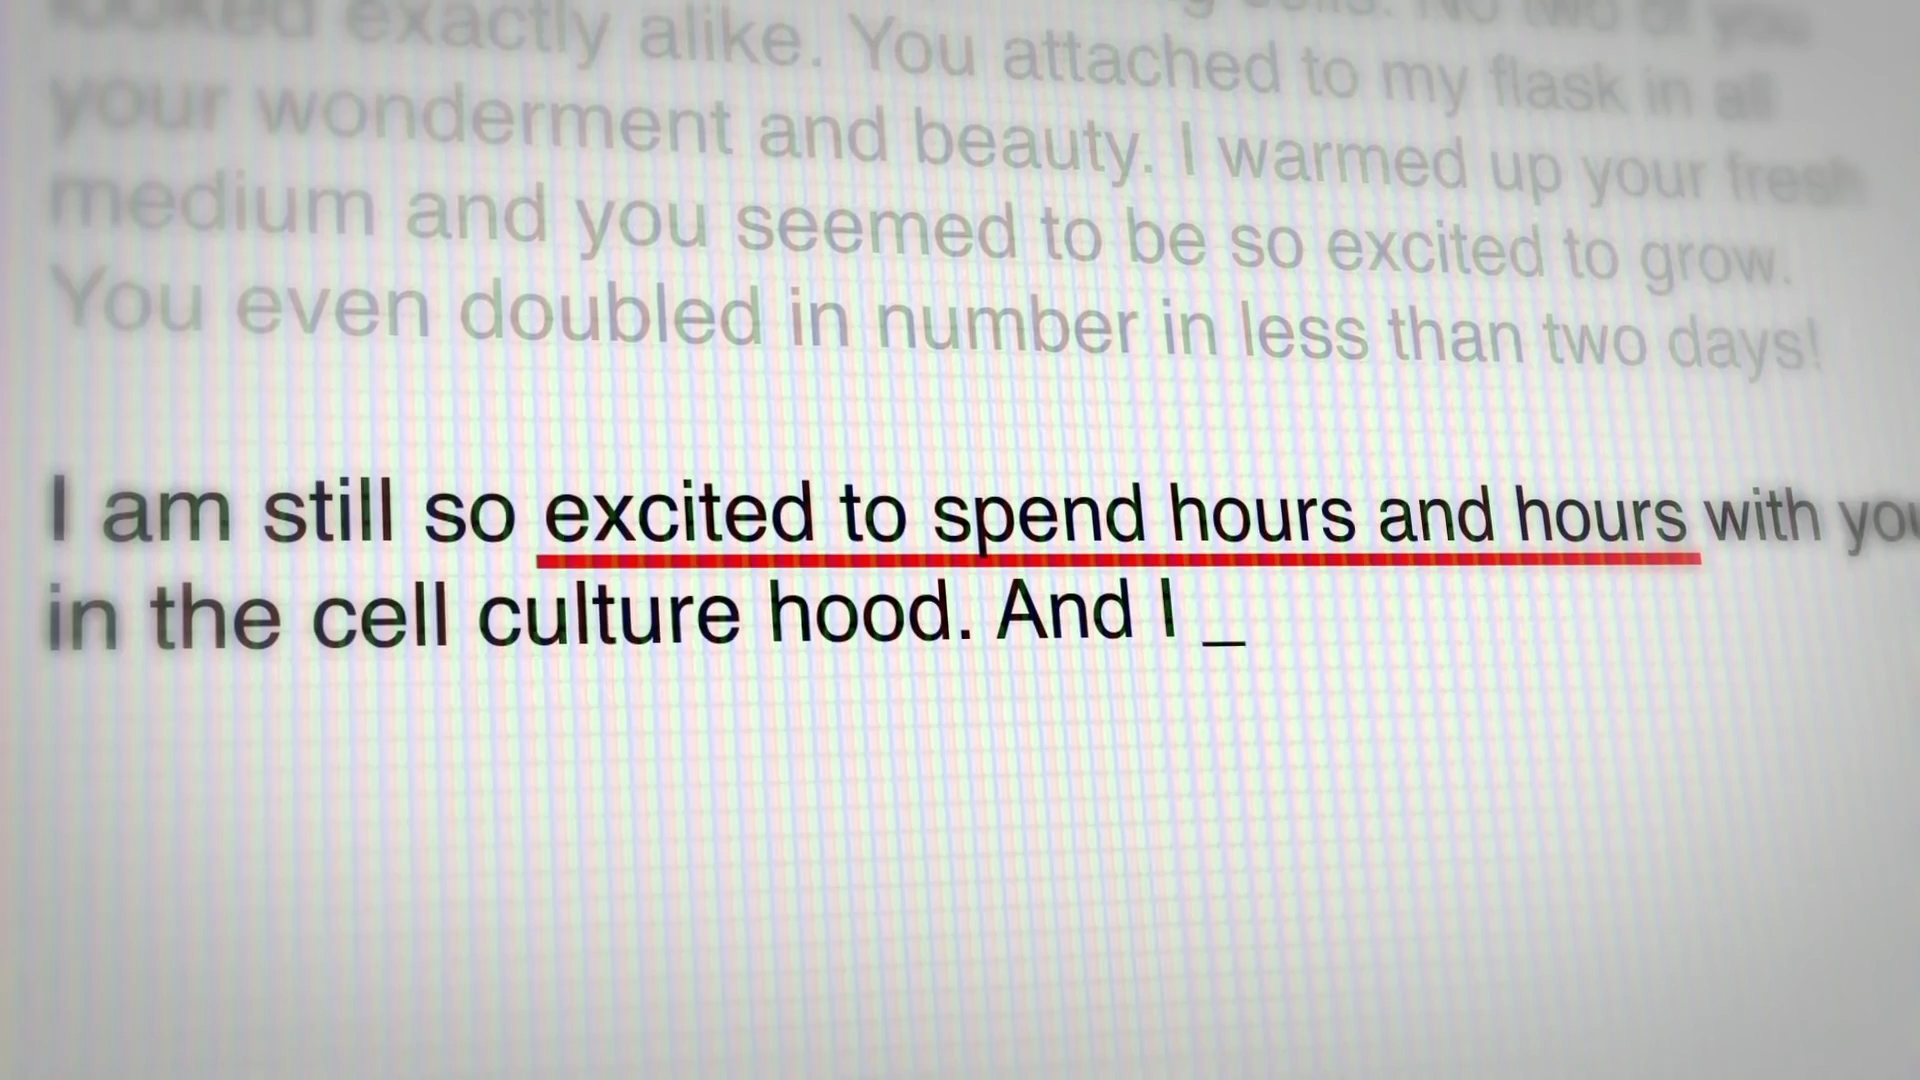 looked exactly alike. You attached to my flask in all
your wonderment and beauty. I warmed up your fresh
medium and you seemed to be so excited to grow.
You even doubled in number in less than two days!
I am still so excited to spend hours and hours with you
in the cell culture hood. And I _